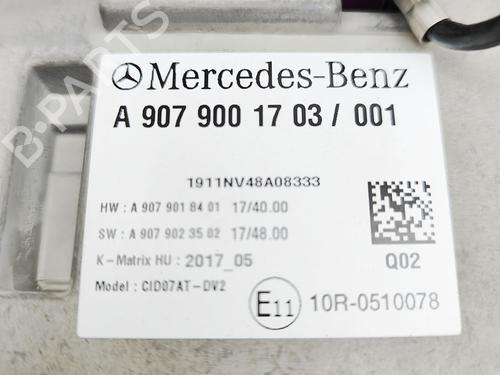 Mercedes-Benz
A 907 900 17 03 / 001
1911NV48A08333
HW : A 907 901 84 01 17/40.00
SW : A 907 902 35 02 17/48.00
K-Matrix HU : 2017_05
Q02
Model : CID07AT-DV2
E11 10R-0510078
B-PARTS